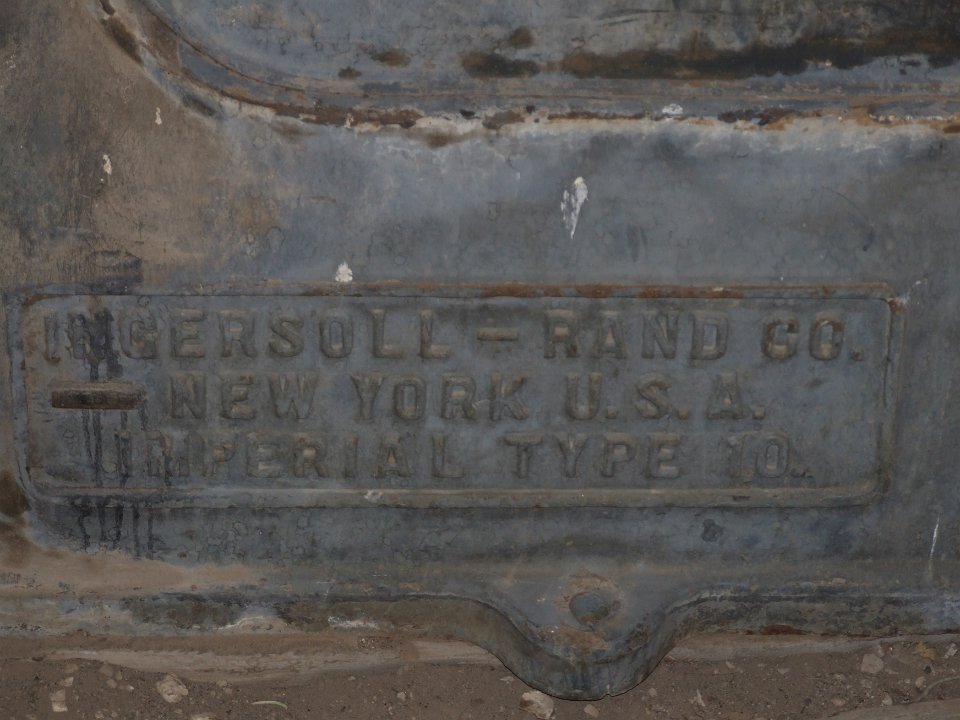 INGERSOLL-RAND CO.
NEW YORK U.S.A.
IMPERIAL TYPE 10.